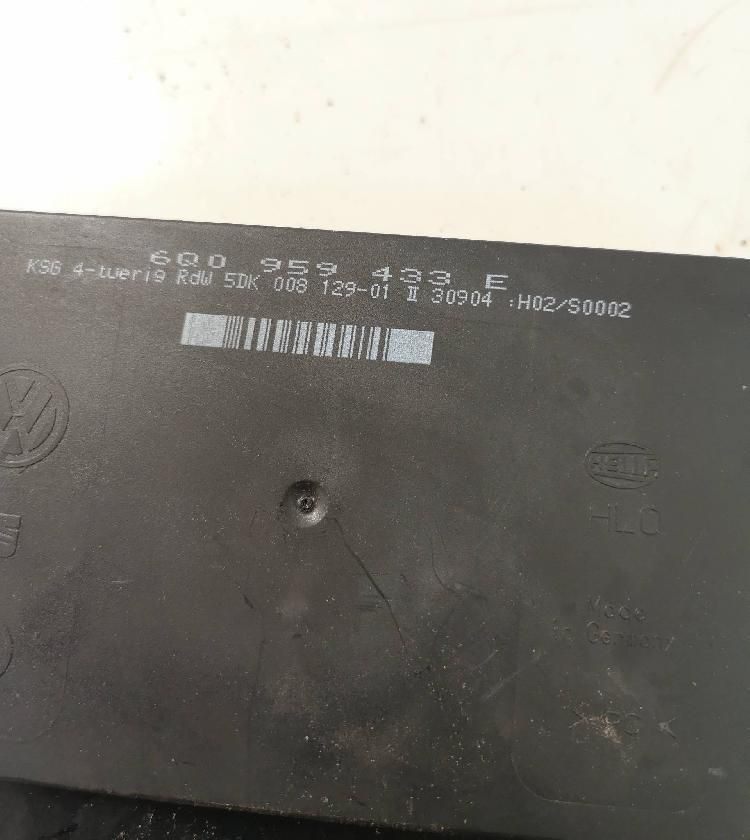 6Q0 959 433 E
KSG 4-tuerig RdW 5DK 008 129-01 II 30904 :H02/S0002
HELLA
HLO
Made
in Germany
>PC<